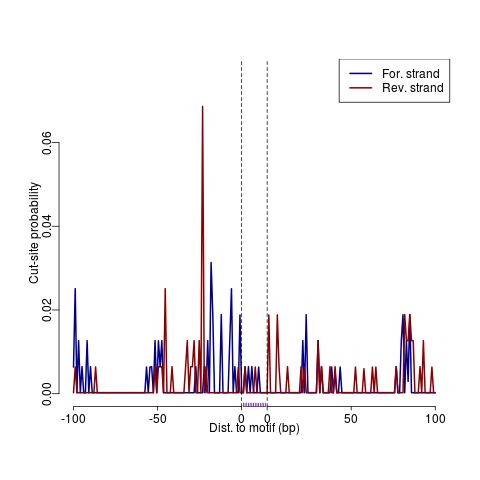 For. strand
Rev. strand
Cut-site probability
0.06
0.04
0.02
0.00
-100 -50 0 0 50 100
Dist. to motif (bp)